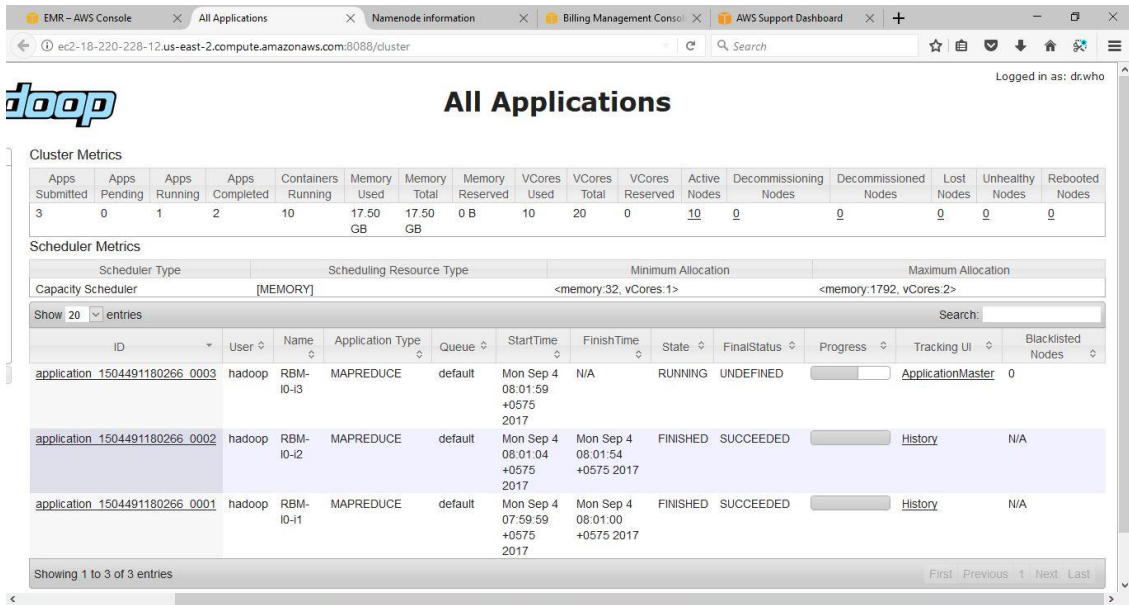 EMR – AWS Console
All Applications
Namenode information
Billing Management Consol
AWS Support Dashboard
ec2-18-220-228-12.us-east-2.compute.amazonaws.com:8088/cluster
Search
Logged in as: dr.who
doop
All Applications
Cluster Metrics
Apps Submitted Apps Pending Apps Running Apps Completed Containers Running Memory Used Memory Total Memory Reserved VCores Used VCores Total VCores Reserved Active Nodes Decommissioning Nodes Decommissioned Nodes Lost Nodes Unhealthy Nodes Rebooted Nodes
3 0 1 2 10 17.50 GB 17.50 GB 0 B 10 20 0 10 0 0 0 0 0
Scheduler Metrics
Scheduler Type Scheduling Resource Type Minimum Allocation Maximum Allocation
Capacity Scheduler [MEMORY] <memory:32, vCores:1> <memory:1792, vCores:2>
Show 20 entries Search:
ID User Name Application Type Queue StartTime FinishTime State FinalStatus Progress Tracking UI Blacklisted Nodes
application_1504491180266_0003 hadoop RBM-l0-i3 MAPREDUCE default Mon Sep 4 08:01:59 +0575 2017 N/A RUNNING UNDEFINED ApplicationMaster 0
application_1504491180266_0002 hadoop RBM-l0-i2 MAPREDUCE default Mon Sep 4 08:01:04 +0575 2017 Mon Sep 4 08:01:54 +0575 2017 FINISHED SUCCEEDED History N/A
application_1504491180266_0001 hadoop RBM-l0-i1 MAPREDUCE default Mon Sep 4 07:59:59 +0575 2017 Mon Sep 4 08:01:00 +0575 2017 FINISHED SUCCEEDED History N/A
Showing 1 to 3 of 3 entries First Previous 1 Next Last